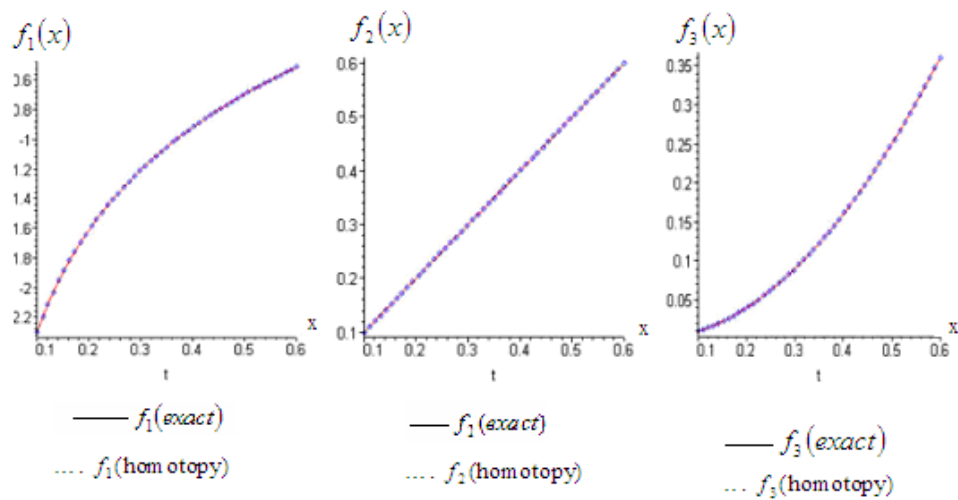 f₁(x)
0.6
0.8
-1
1.2
1.4
1.6
1.8
-2
2.2
0.1 0.2 0.3 0.4 0.5 0.6
x
t
f₁(exact)
f₁(homotopy)
f₂(x)
0.6
0.5
0.4
0.3
0.2
0.1
0.1 0.2 0.3 0.4 0.5 0.6
x
t
f₁(exact)
f₂(homotopy)
f₃(x)
0.35
0.3
0.25
0.2
0.15
0.1
0.05
0.1 0.2 0.3 0.4 0.5 0.6
x
t
f₃(exact)
f₃(homotopy)